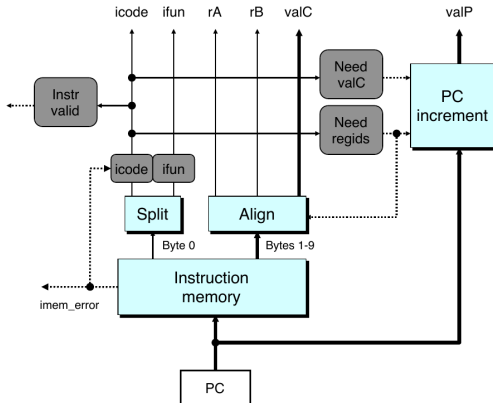 icode
ifun
rA
rB
valC
valP
Need
valC
Instr
valid
PC
increment
Need
regids
icode
ifun
Split
Align
Byte 0
Bytes 1-9
Instruction
memory
imem_error
PC